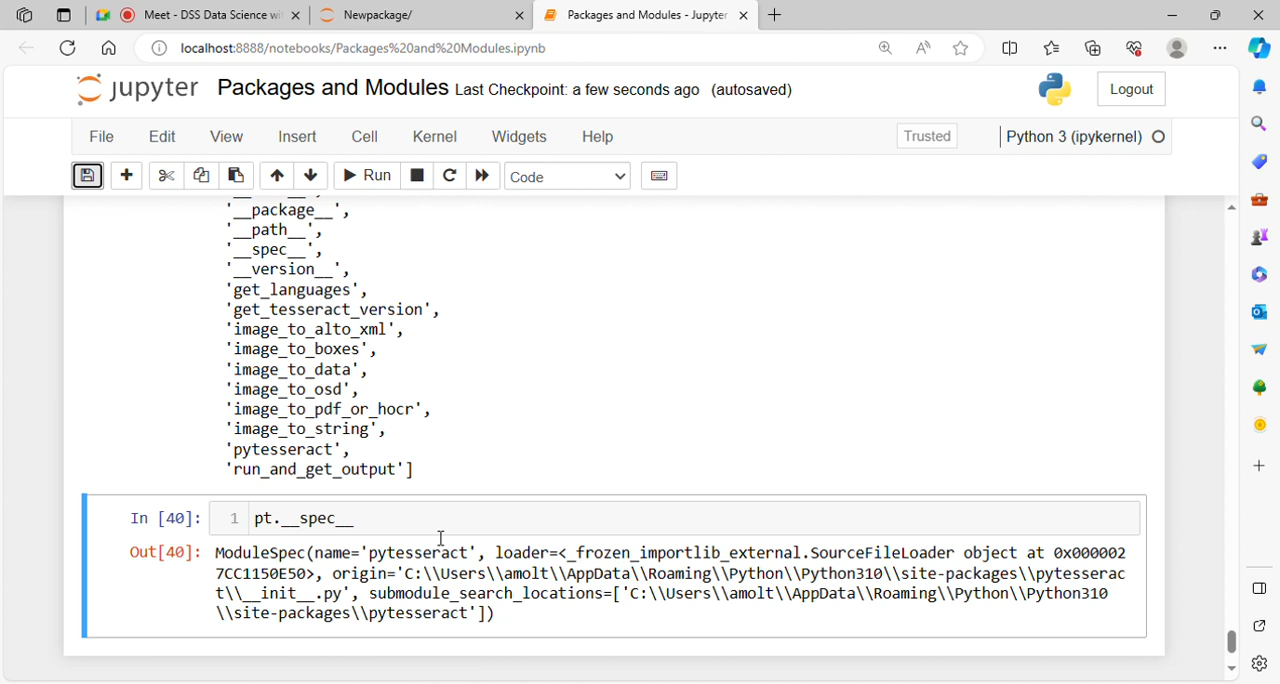 Meet - DSS Data Science wi
Newpackage/
Packages and Modules - Jupyter
localhost:8888/notebooks/Packages%20and%20Modules.ipynb
jupyter Packages and Modules Last Checkpoint: a few seconds ago (autosaved)
Logout
File Edit View Insert Cell Kernel Widgets Help
Trusted
Python 3 (ipykernel)
Run
Code
'__package__',
'__path__',
'__spec__',
'__version__',
'get_languages',
'get_tesseract_version',
'image_to_alto_xml',
'image_to_boxes',
'image_to_data',
'image_to_osd',
'image_to_pdf_or_hocr',
'image_to_string',
'pytesseract',
'run_and_get_output']
In [40]: 1 pt.__spec__
Out[40]: ModuleSpec(name='pytesseract', loader=<_frozen_importlib_external.SourceFileLoader object at 0x000002
7CC1150E50>, origin='C:\\Users\\amolt\\AppData\\Roaming\\Python\\Python310\\site-packages\\pytesserac
t\\__init__.py', submodule_search_locations=['C:\\Users\\amolt\\AppData\\Roaming\\Python\\Python310
\\site-packages\\pytesseract'])